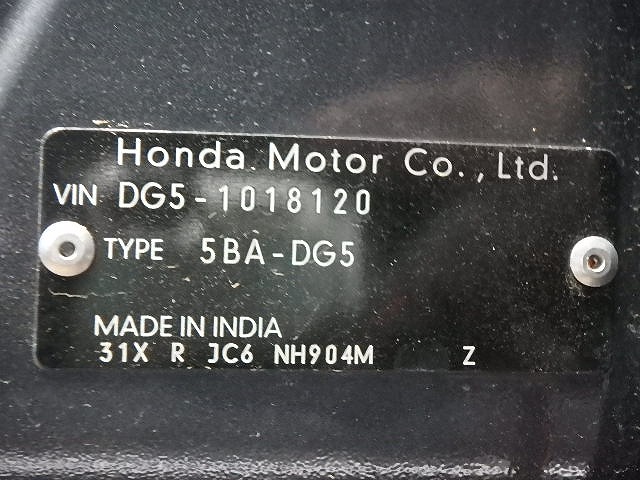 Honda Motor Co., Ltd.
VIN DG5-1018120
TYPE 5BA-DG5
MADE IN INDIA
31X R JC6 NH904M Z